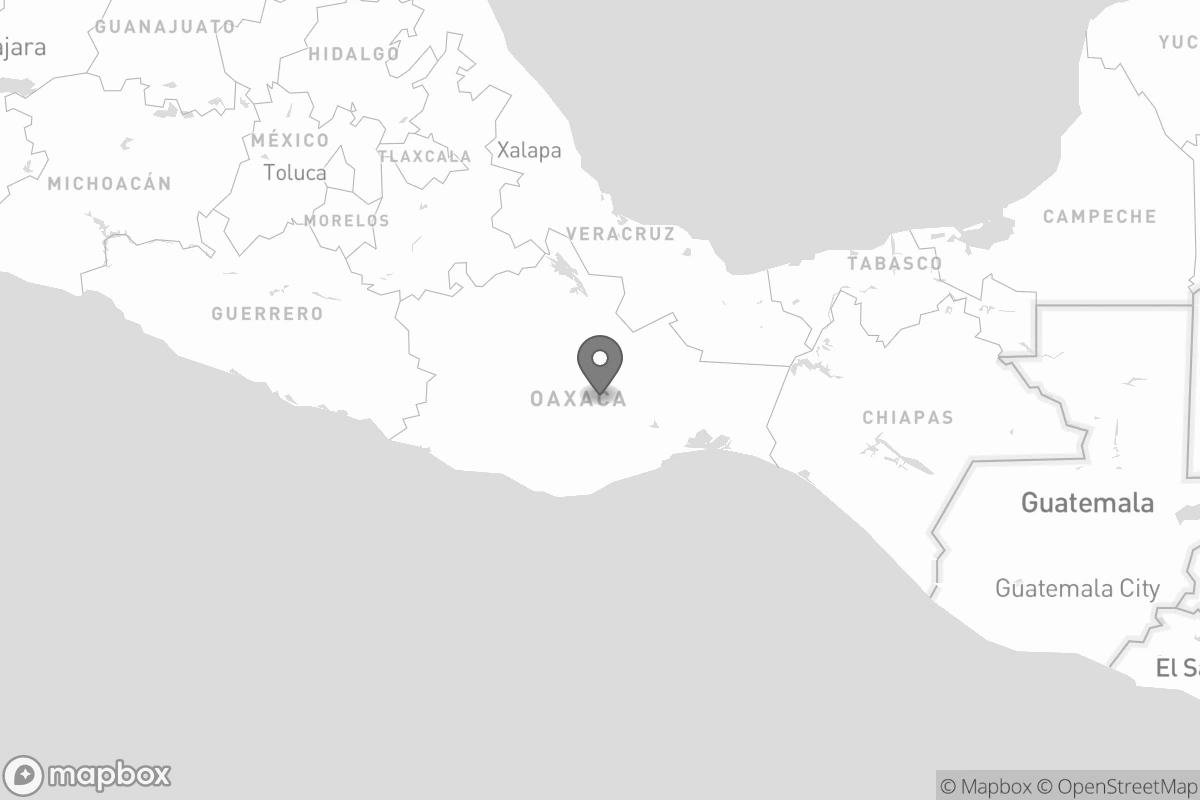 GUANAJUATO
ajara
HIDALGO
YUC
MÉXICO
Xalapa
TLAXCALA
Toluca
MICHOACÁN
MORELOS
CAMPECHE
VERACRUZ
TABASCO
GUERRERO
OAXACA
CHIAPAS
Guatemala
Guatemala City
El Sa
mapbox
© Mapbox © OpenStreetMap